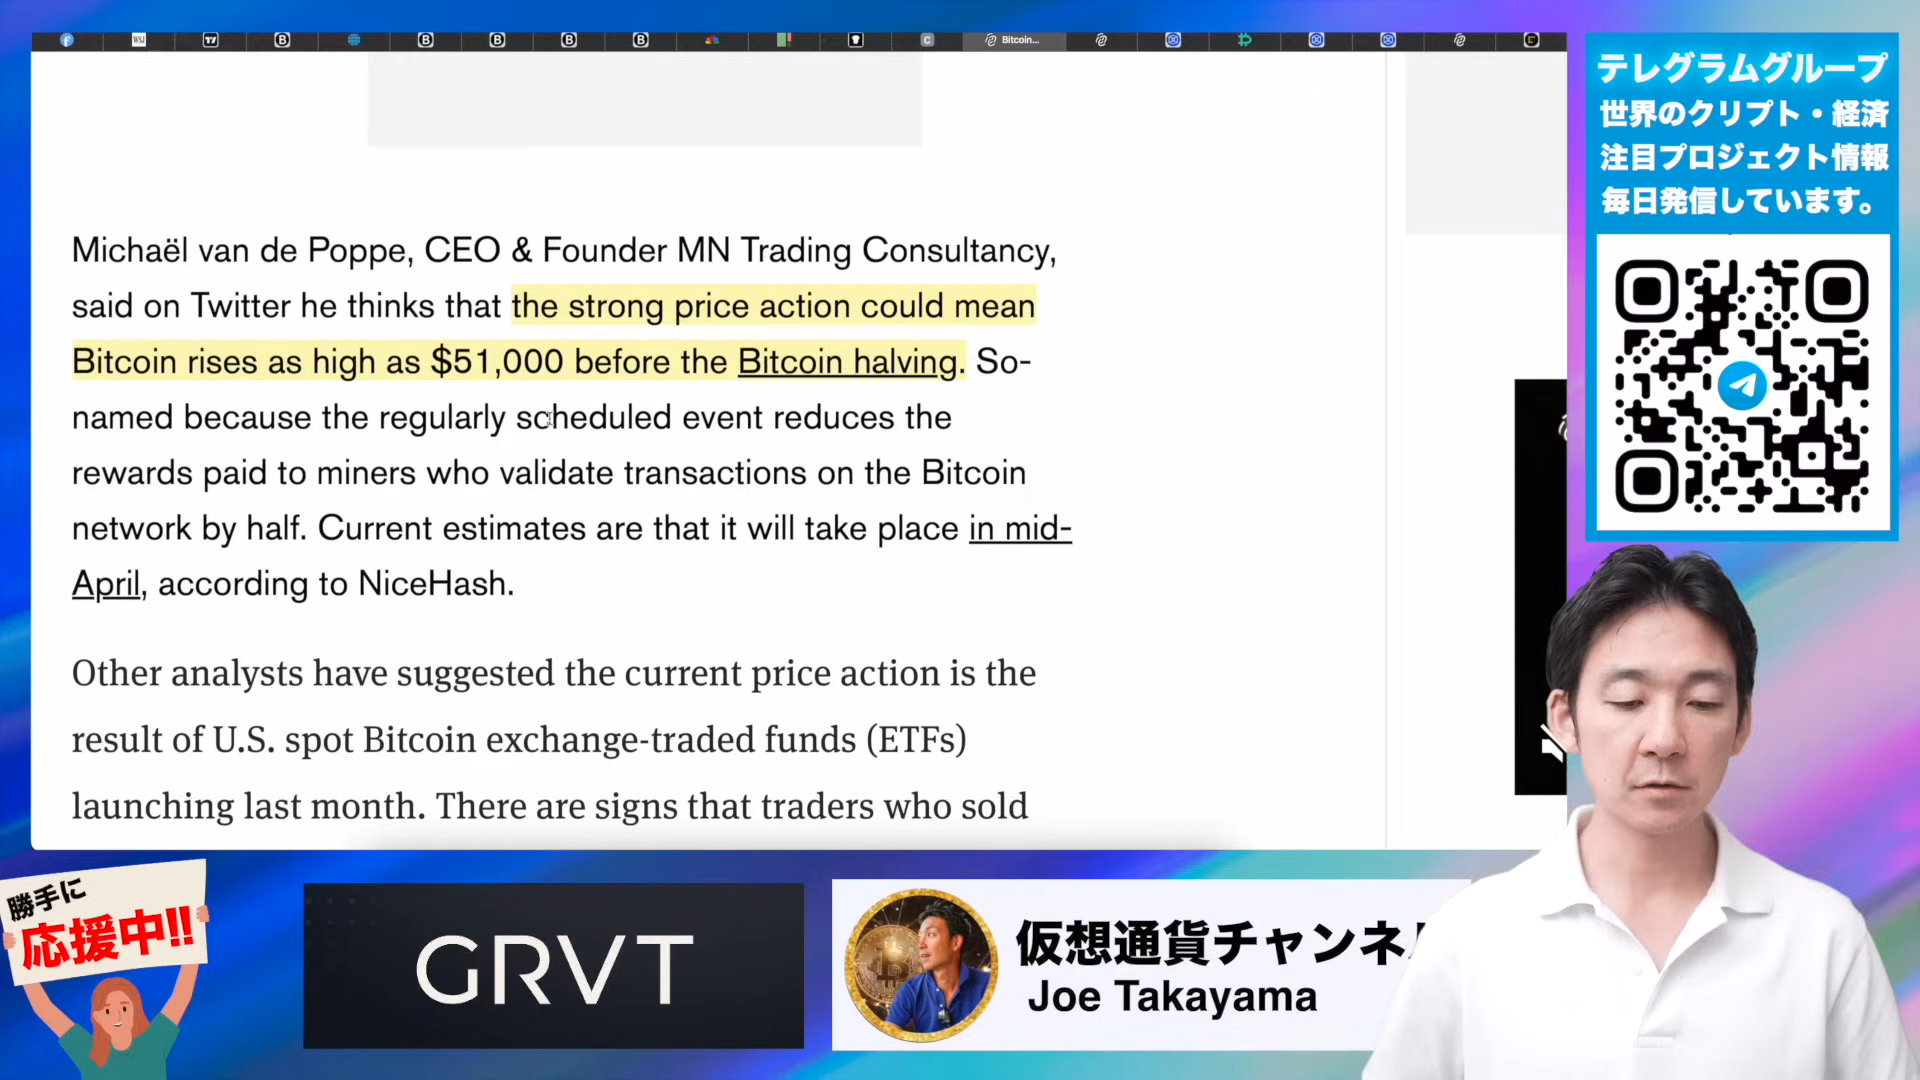 Bitcoin...
Michaël van de Poppe, CEO & Founder MN Trading Consultancy,
said on Twitter he thinks that the strong price action could mean
Bitcoin rises as high as $51,000 before the Bitcoin halving. So-
named because the regularly scheduled event reduces the
rewards paid to miners who validate transactions on the Bitcoin
network by half. Current estimates are that it will take place in mid-
April, according to NiceHash.
Other analysts have suggested the current price action is the
result of U.S. spot Bitcoin exchange-traded funds (ETFs)
launching last month. There are signs that traders who sold
テレグラムグループ
世界のクリプト・経済
注目プロジェクト情報
毎日発信しています。
勝手に
応援中!!
GRVT
仮想通貨チャンネル
Joe Takayama